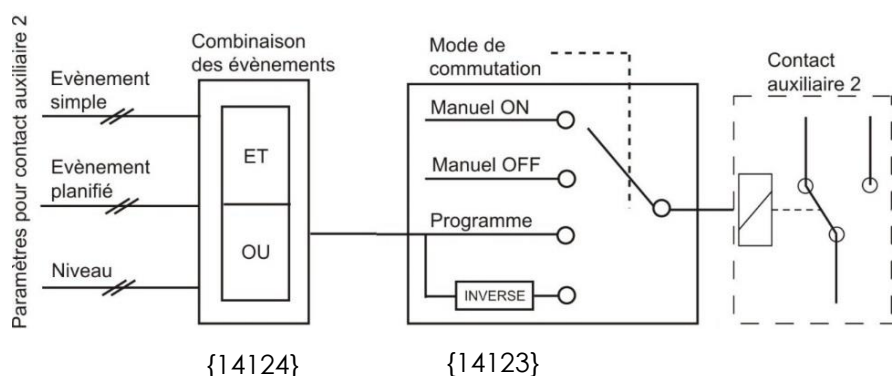 Paramètres pour contact auxiliaire 2
Evènement
simple
Evènement
planifié
Niveau
Combinaison
des évènements
ET
OU
{14124}
Mode de
commutation
Manuel ON
Manuel OFF
Programme
INVERSE
{14123}
Contact
auxiliaire 2